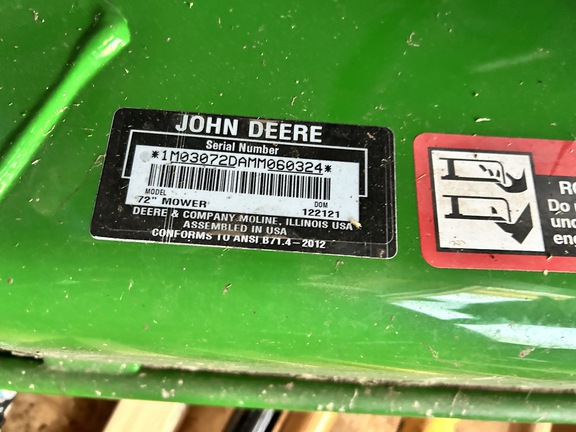 JOHN DEERE
Serial Number
*1M03072DAMM060324*
MODEL
72" MOWER
DOM
122121
DEERE & COMPANY MOLINE, ILLINOIS USA
ASSEMBLED IN USA
CONFORMS TO ANSI B71.4-2012
Do